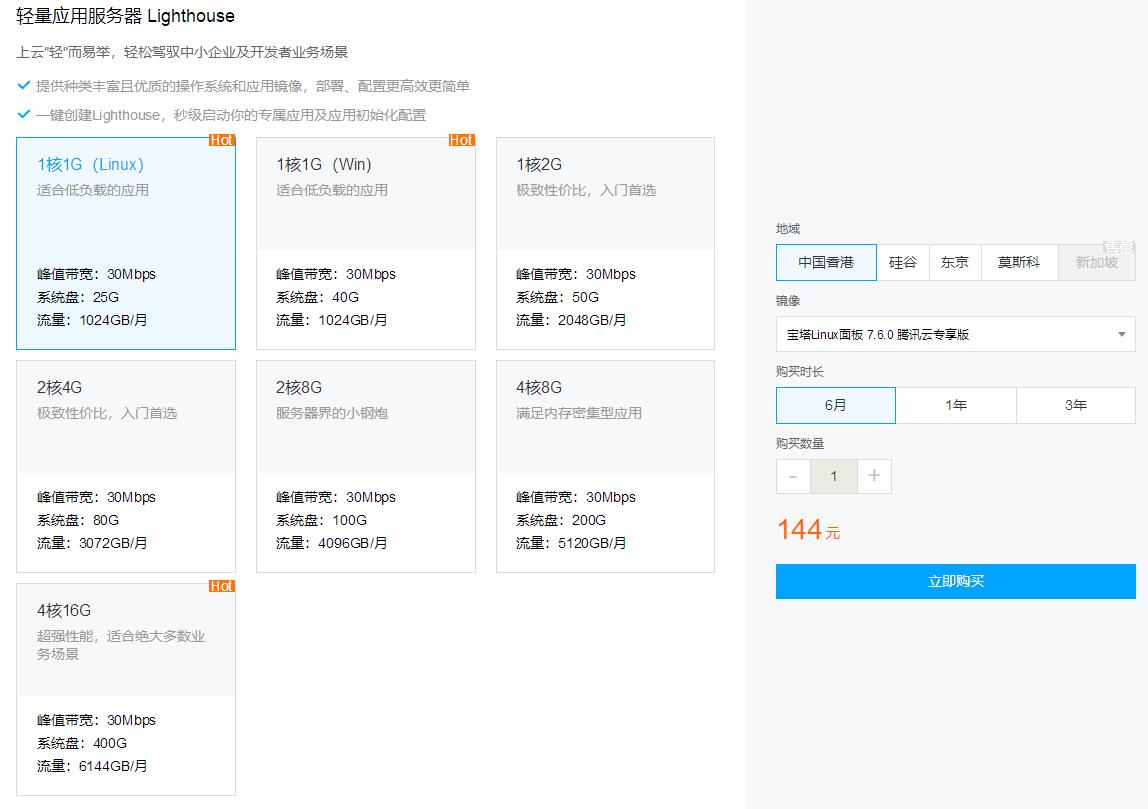 轻量应用服务器 Lighthouse
上云"轻"而易举，轻松驾驭中小企业及开发者业务场景
提供种类丰富且优质的操作系统和应用镜像，部署、配置更高效更简单
一键创建Lighthouse，秒级启动你的专属应用及应用初始化配置
Hot
1核1G（Linux）
适合低负载的应用
峰值带宽：30Mbps
系统盘：25G
流量：1024GB/月
Hot
1核1G（Win）
适合低负载的应用
峰值带宽：30Mbps
系统盘：40G
流量：1024GB/月
1核2G
极致性价比，入门首选
峰值带宽：30Mbps
系统盘：50G
流量：2048GB/月
2核4G
极致性价比，入门首选
峰值带宽：30Mbps
系统盘：80G
流量：3072GB/月
2核8G
服务器界的小钢炮
峰值带宽：30Mbps
系统盘：100G
流量：4096GB/月
4核8G
满足内存密集型应用
峰值带宽：30Mbps
系统盘：200G
流量：5120GB/月
Hot
4核16G
超强性能，适合绝大多数业
务场景
峰值带宽：30Mbps
系统盘：400G
流量：6144GB/月
地域
售罄
中国香港 硅谷 东京 莫斯科 新加坡
镜像
宝塔Linux面板 7.6.0 腾讯云专享版
购买时长
6月 1年 3年
购买数量
- 1 +
144 元
立即购买